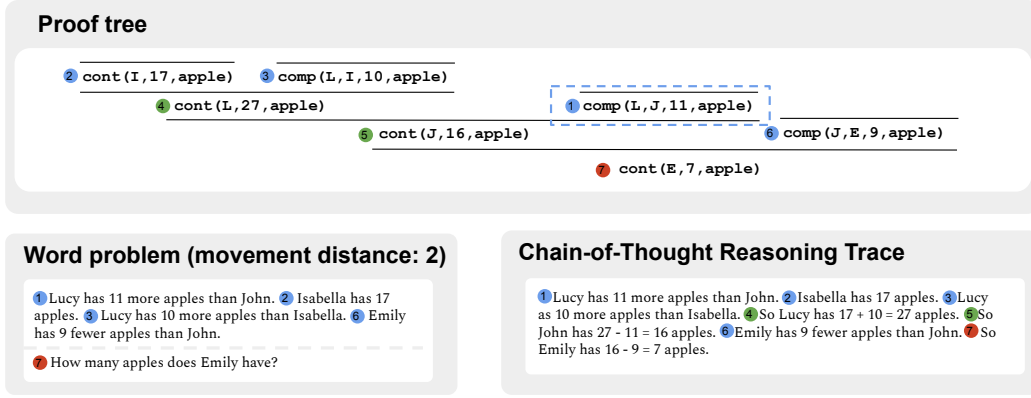 Proof tree
2 cont(I,17,apple) 3 comp(L,I,10,apple)
4 cont(L,27,apple) 1 comp(L,J,11,apple)
5 cont(J,16,apple) 6 comp(J,E,9,apple)
7 cont(E,7,apple)
Word problem (movement distance: 2)
1 Lucy has 11 more apples than John. 2 Isabella has 17
apples. 3 Lucy has 10 more apples than Isabella. 6 Emily
has 9 fewer apples than John.
7 How many apples does Emily have?
Chain-of-Thought Reasoning Trace
1 Lucy has 11 more apples than John. 2 Isabella has 17 apples. 3 Lucy
as 10 more apples than Isabella. 4 So Lucy has 17 + 10 = 27 apples. 5 So
John has 27 - 11 = 16 apples. 6 Emily has 9 fewer apples than John. 7 So
Emily has 16 - 9 = 7 apples.